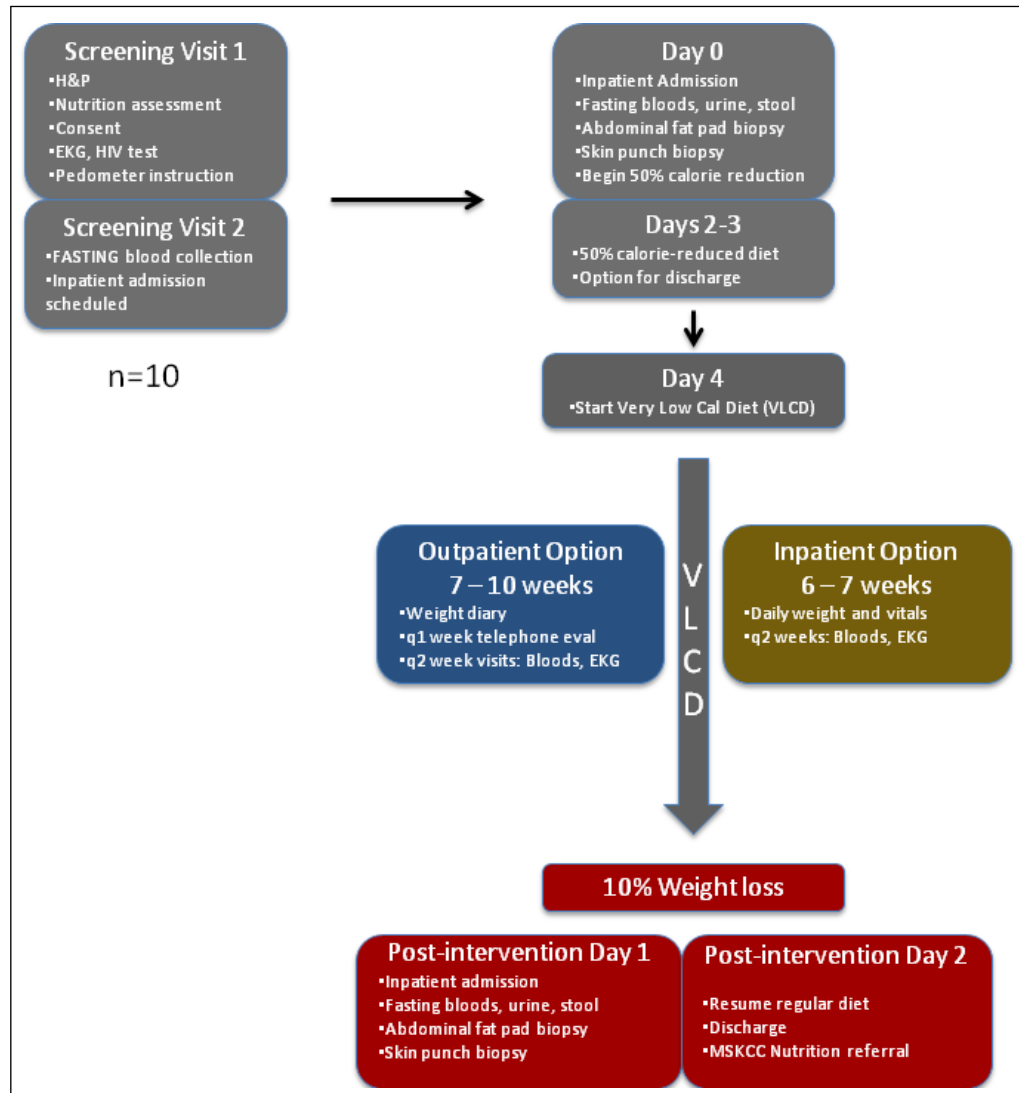 Screening Visit 1
▪H&P
▪Nutrition assessment
▪Consent
▪EKG, HIV test
▪Pedometer instruction
Screening Visit 2
▪FASTING blood collection
▪Inpatient admission
scheduled
n=10
Day 0
▪Inpatient Admission
▪Fasting bloods, urine, stool
▪Abdominal fat pad biopsy
▪Skin punch biopsy
▪Begin 50% calorie reduction
Days 2-3
▪50% calorie-reduced diet
▪Option for discharge
Day 4
▪Start Very Low Cal Diet (VLCD)
Outpatient Option
7 – 10 weeks
▪Weight diary
▪q1 week telephone eval
▪q2 week visits: Bloods, EKG
V
L
C
D
Inpatient Option
6 – 7 weeks
▪Daily weight and vitals
▪q2 weeks: Bloods, EKG
10% Weight loss
Post-intervention Day 1
▪Inpatient admission
▪Fasting bloods, urine, stool
▪Abdominal fat pad biopsy
▪Skin punch biopsy
Post-intervention Day 2
▪Resume regular diet
▪Discharge
▪MSKCC Nutrition referral